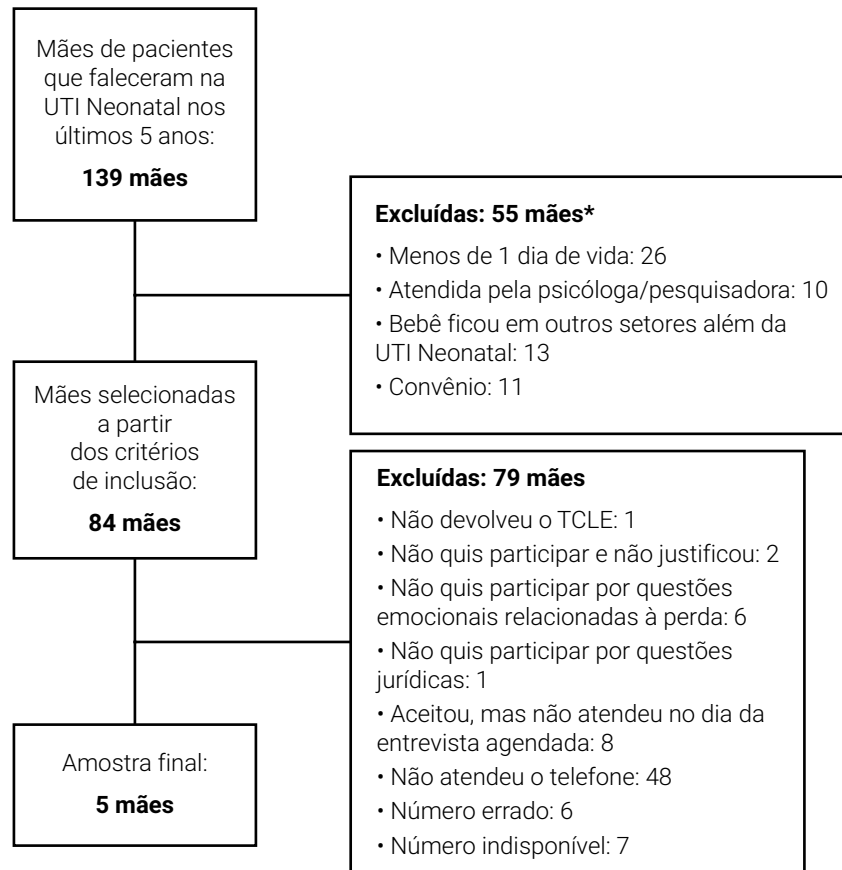 Mães de pacientes
que faleceram na
UTI Neonatal nos
últimos 5 anos:
139 mães
Excluídas: 55 mães*
• Menos de 1 dia de vida: 26
• Atendida pela psicóloga/pesquisadora: 10
• Bebê ficou em outros setores além da
UTI Neonatal: 13
• Convênio: 11
Mães selecionadas
a partir
dos critérios
de inclusão:
84 mães
Excluídas: 79 mães
• Não devolveu o TCLE: 1
• Não quis participar e não justificou: 2
• Não quis participar por questões
emocionais relacionadas à perda: 6
• Não quis participar por questões
jurídicas: 1
• Aceitou, mas não atendeu no dia da
entrevista agendada: 8
• Não atendeu o telefone: 48
• Número errado: 6
• Número indisponível: 7
Amostra final:
5 mães